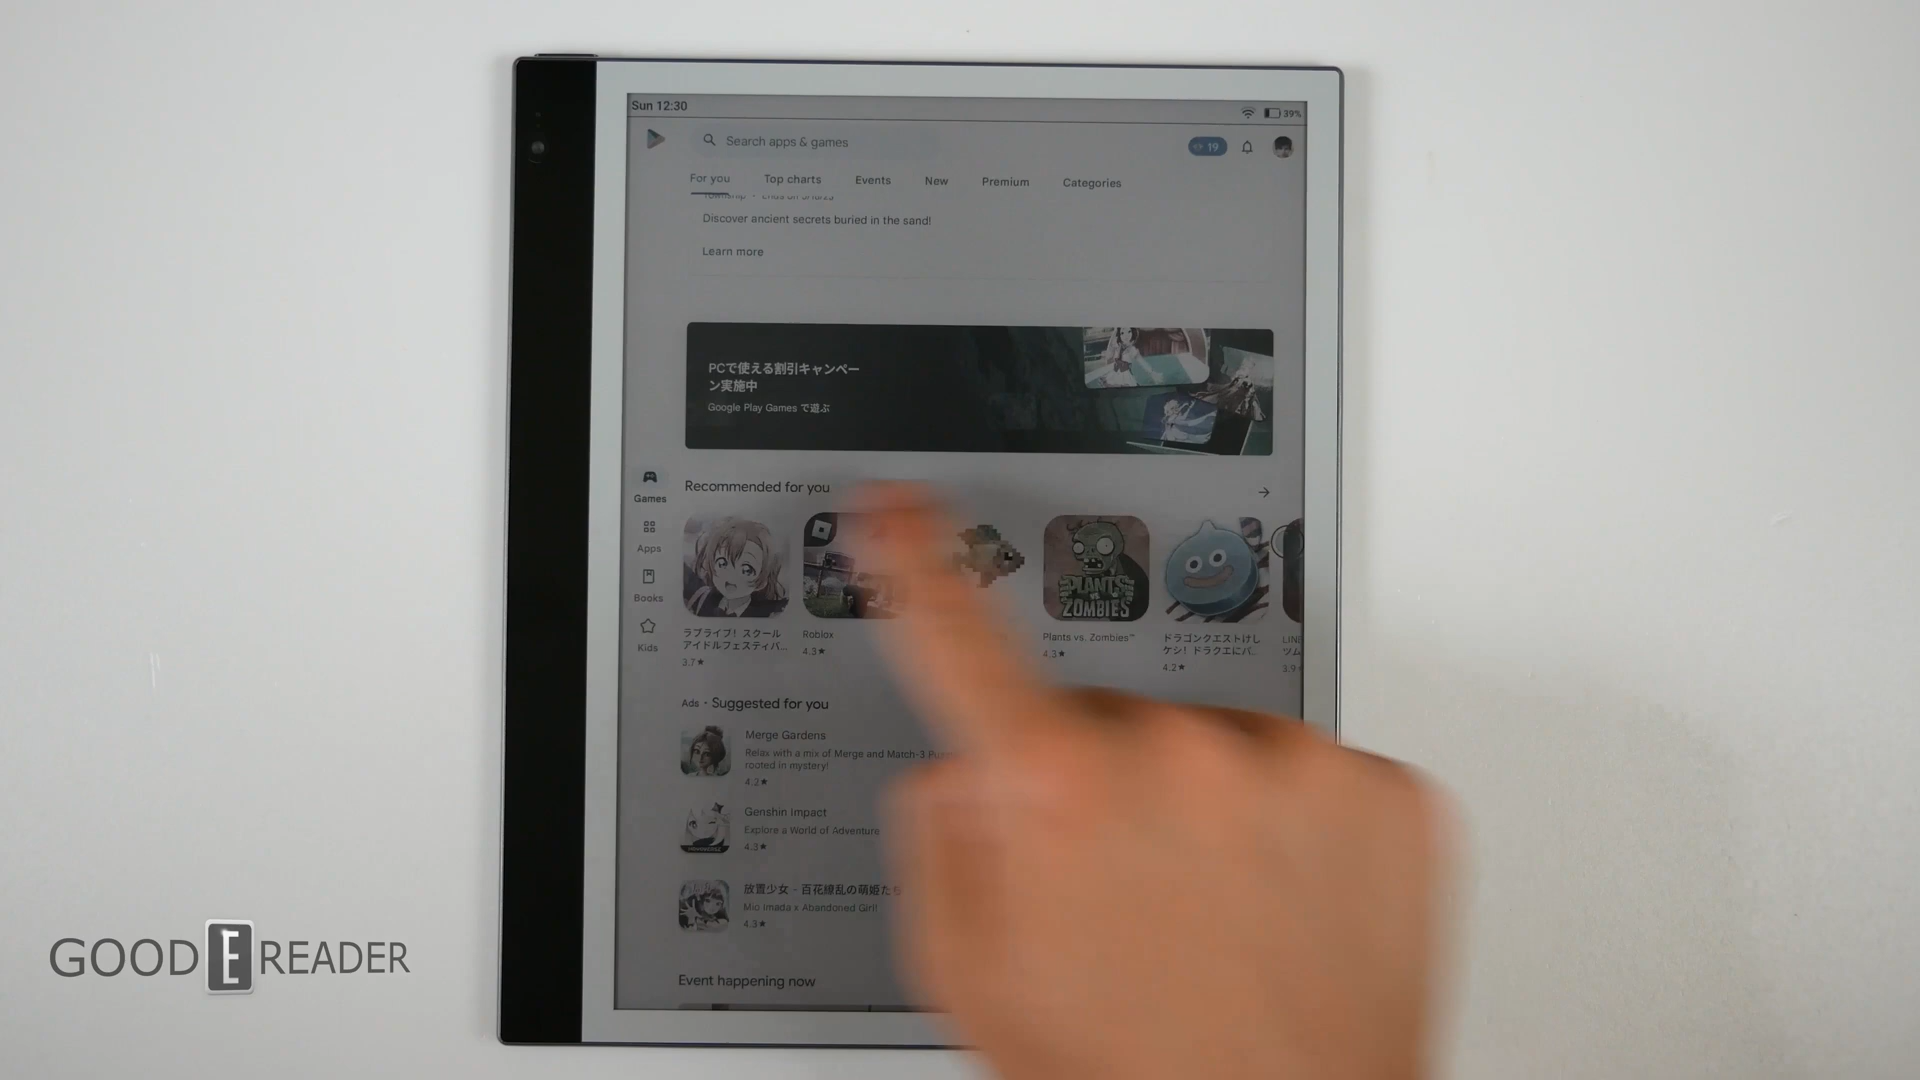 Sun 12:30
39%
Search apps & games
19
For you
Top charts
Events
New
Premium
Categories
Discover ancient secrets buried in the sand!
Learn more
PCで使える割引キャンペー
ン実施中
Google Play Games で遊ぶ
Games
Apps
Books
Kids
Recommended for you
PLANTS
ZOMBIES
ラブライブ！スクール
アイドルフェスティバ...
3.7★
Roblox
4.3★
Plants vs. Zombies™
4.3★
ドラゴンクエストけし
ケシ！ドラクエにパ...
4.2★
LINE
ツム
3.9
Ads • Suggested for you
Merge Gardens
Relax with a mix of Merge and Match-3
rooted in mystery!
4.2★
Genshin Impact
Explore a World of Adventure
4.3★
放置少女 - 百花繚乱の萌姫たち
Mio Imada x Abandoned Girl!
4.3★
Event happening now
GOOD E READER